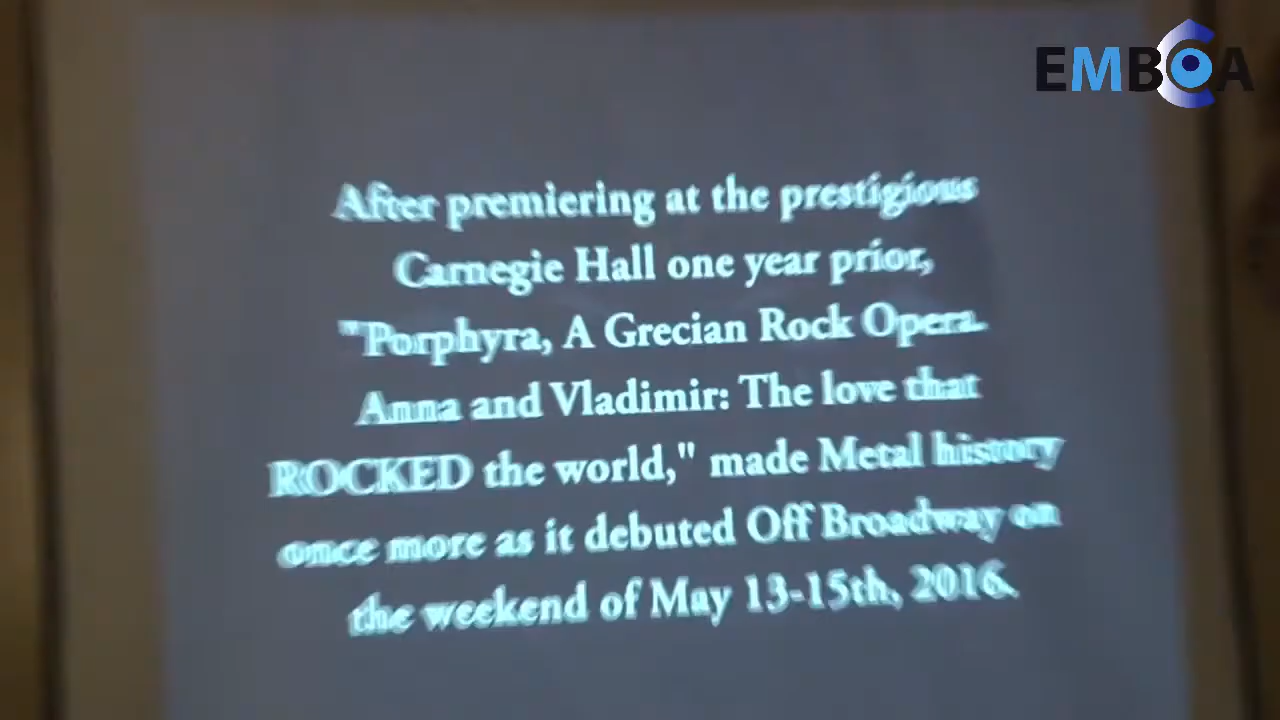 EMBCA
After premiering at the prestigious
Carnegie Hall one year prior,
"Porphyra, A Grecian Rock Opera
Anna and Vladimir: The love that
ROCKED the world," made Metal history
once more as it debuted Off Broadway on
the weekend of May 13-15th, 2016.